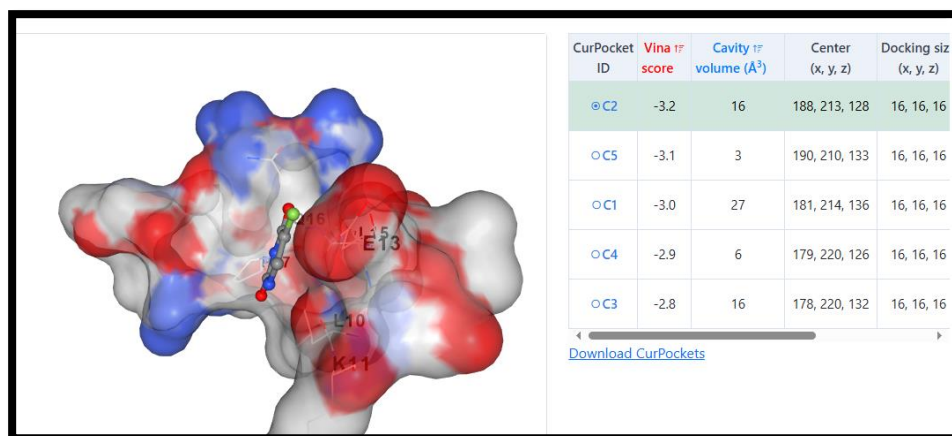 CurPocket ID Vina score Cavity volume (Å³) Center (x, y, z) Docking siz (x, y, z)
C2 -3.2 16 188, 213, 128 16, 16, 16
C5 -3.1 3 190, 210, 133 16, 16, 16
C1 -3.0 27 181, 214, 136 16, 16, 16
C4 -2.9 6 179, 220, 126 16, 16, 16
C3 -2.8 16 178, 220, 132 16, 16, 16
Download CurPockets
E13
L10
K11